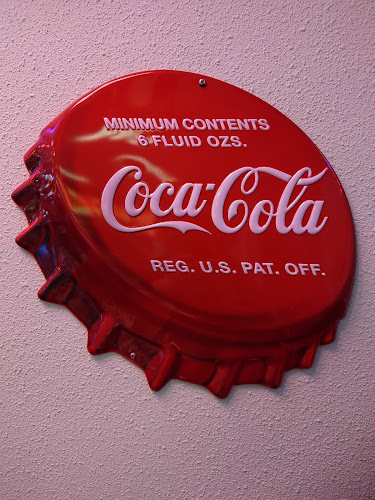 MINIMUM CONTENTS
6 FLUID OZS.
Coca-Cola
REG. U.S. PAT. OFF.